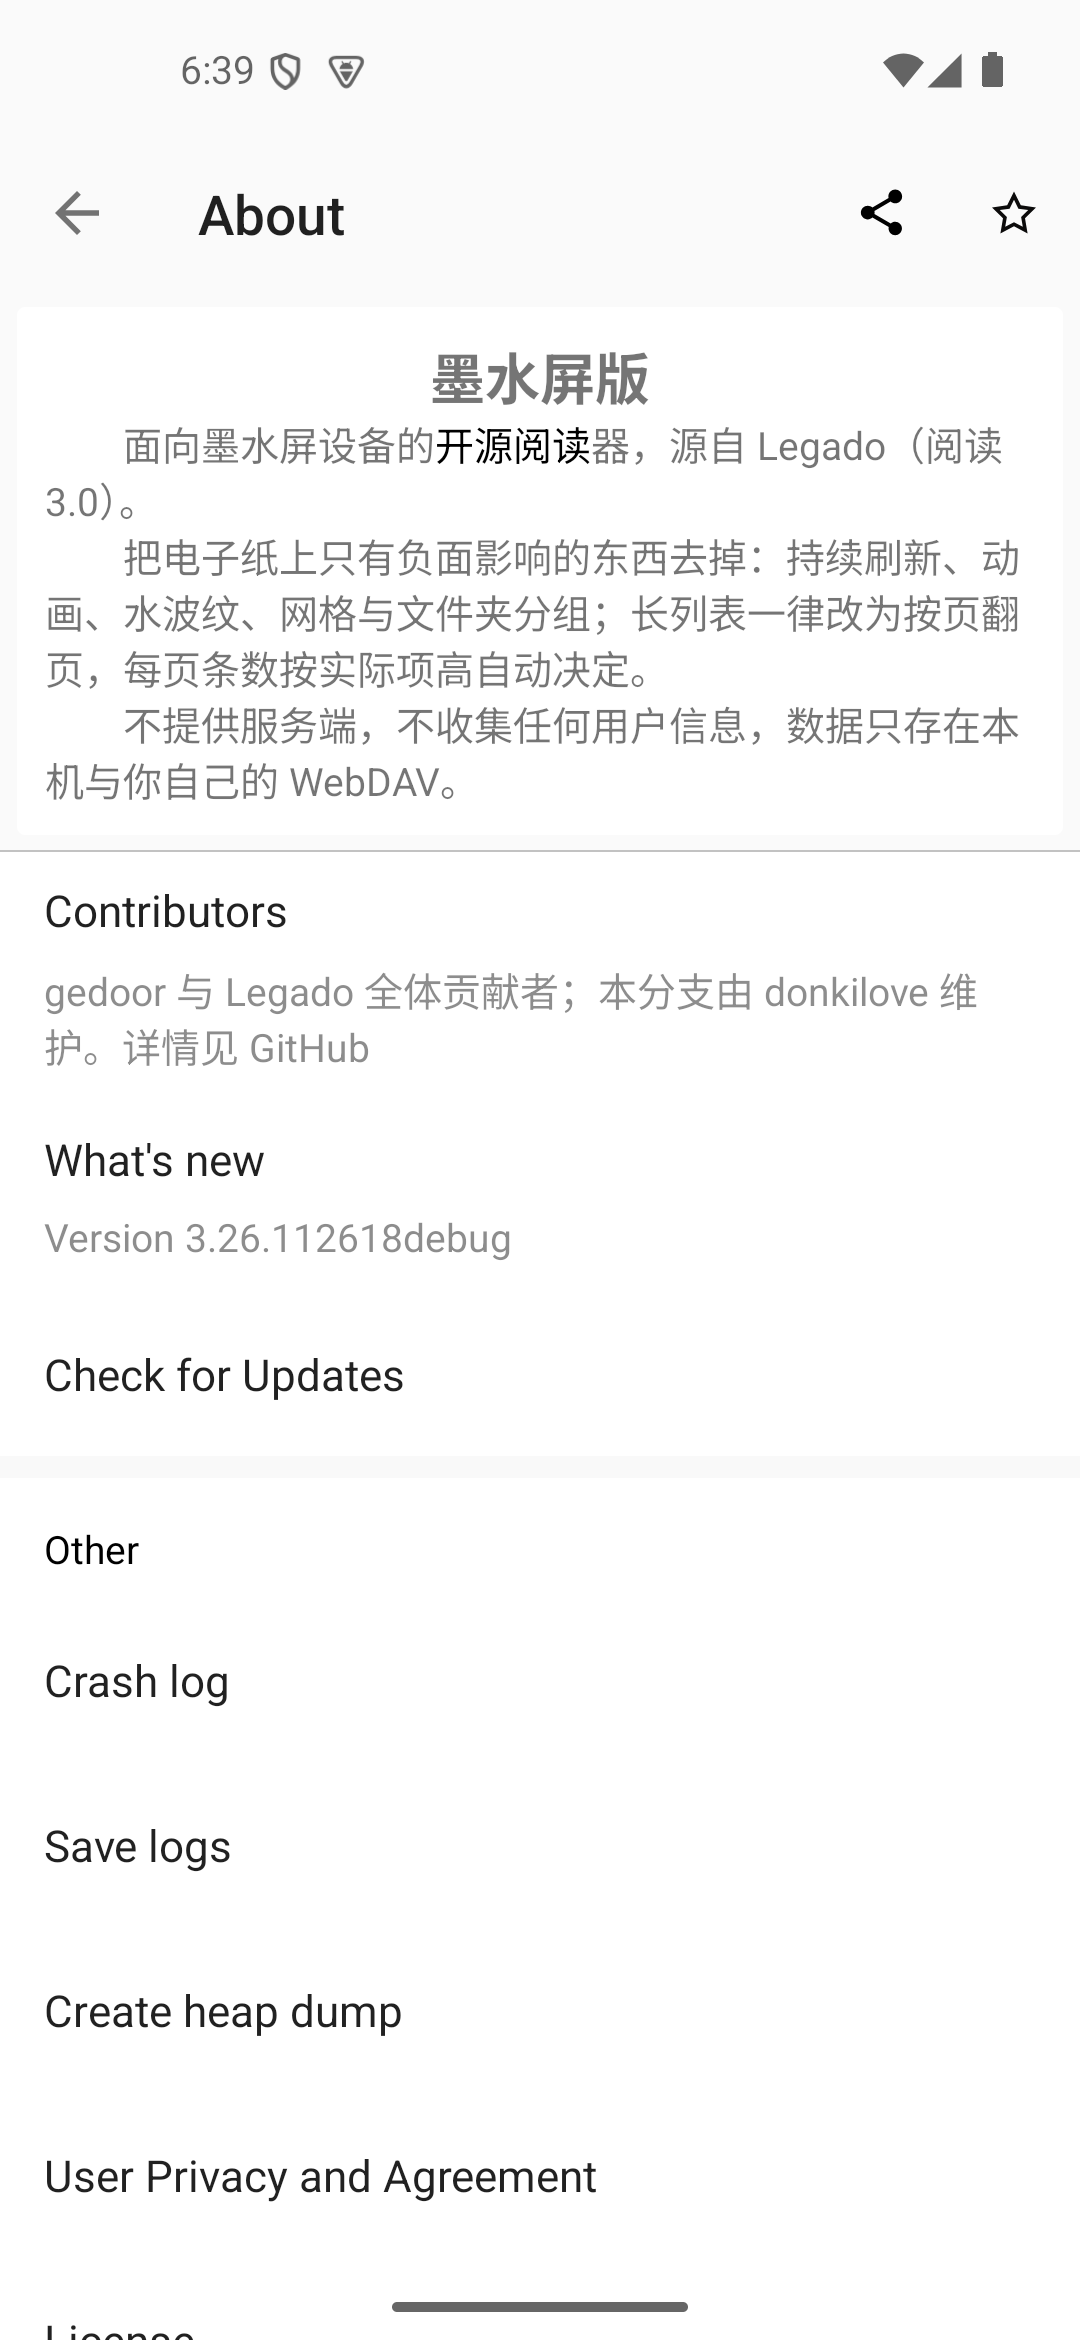 6:39
About
墨水屏版
面向墨水屏设备的开源阅读器，源自 Legado（阅读
3.0）。
把电子纸上只有负面影响的东西去掉：持续刷新、动
画、水波纹、网格与文件夹分组；长列表一律改为按页翻
页，每页条数按实际项高自动决定。
不提供服务端，不收集任何用户信息，数据只存在本
机与你自己的 WebDAV。
Contributors
gedoor 与 Legado 全体贡献者；本分支由 donkilove 维
护。详情见 GitHub
What's new
Version 3.26.112618debug
Check for Updates
Other
Crash log
Save logs
Create heap dump
User Privacy and Agreement
License